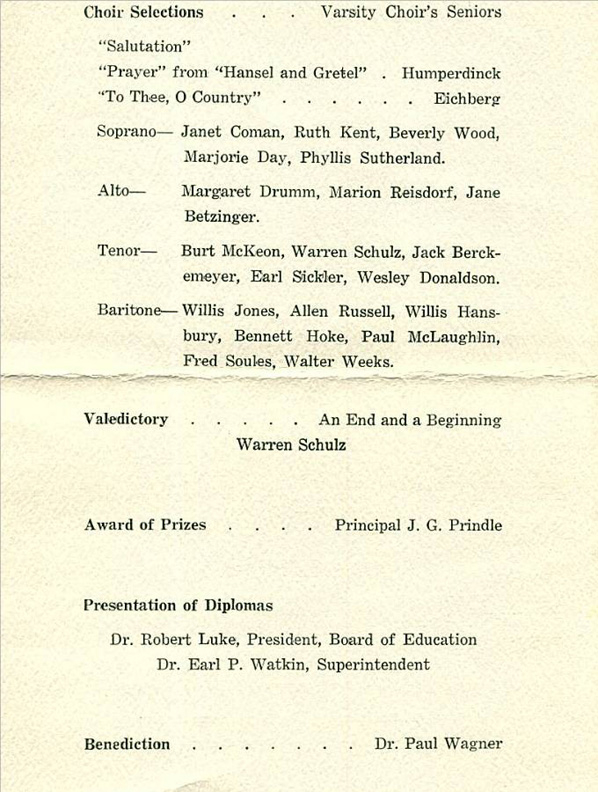 Choir Selections . . . Varsity Choir's Seniors
"Salutation"
"Prayer" from "Hansel and Gretel" . Humperdinck
"To Thee, O Country" . . . . . . Eichberg
Soprano— Janet Coman, Ruth Kent, Beverly Wood,
Marjorie Day, Phyllis Sutherland.
Alto— Margaret Drumm, Marion Reisdorf, Jane
Betzinger.
Tenor— Burt McKeon, Warren Schulz, Jack Berck-
emeyer, Earl Sickler, Wesley Donaldson.
Baritone— Willis Jones, Allen Russell, Willis Hans-
bury, Bennett Hoke, Paul McLaughlin,
Fred Soules, Walter Weeks.
Valedictory . . . . . An End and a Beginning
Warren Schulz
Award of Prizes . . . . Principal J. G. Prindle
Presentation of Diplomas
Dr. Robert Luke, President, Board of Education
Dr. Earl P. Watkin, Superintendent
Benediction . . . . . . . Dr. Paul Wagner